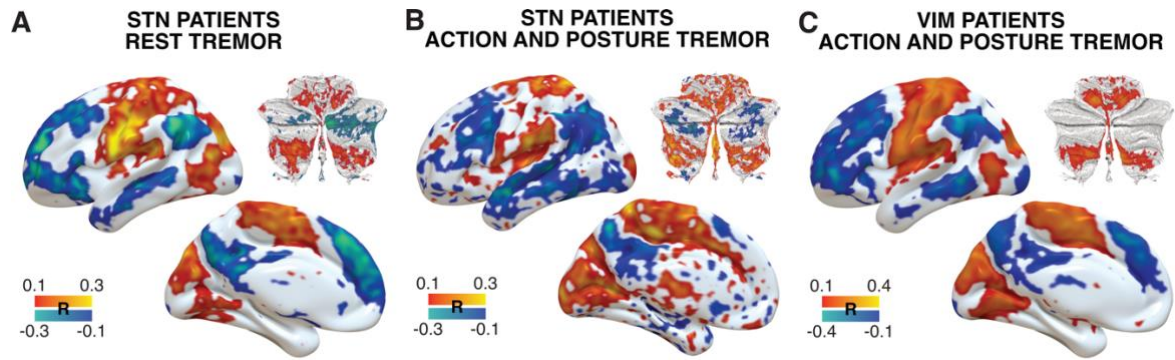 A
STN PATIENTS
REST TREMOR
0.1 0.3
R
-0.3 -0.1
B
STN PATIENTS
ACTION AND POSTURE TREMOR
0.1 0.3
R
-0.3 -0.1
C
VIM PATIENTS
ACTION AND POSTURE TREMOR
0.1 0.4
R
-0.4 -0.1